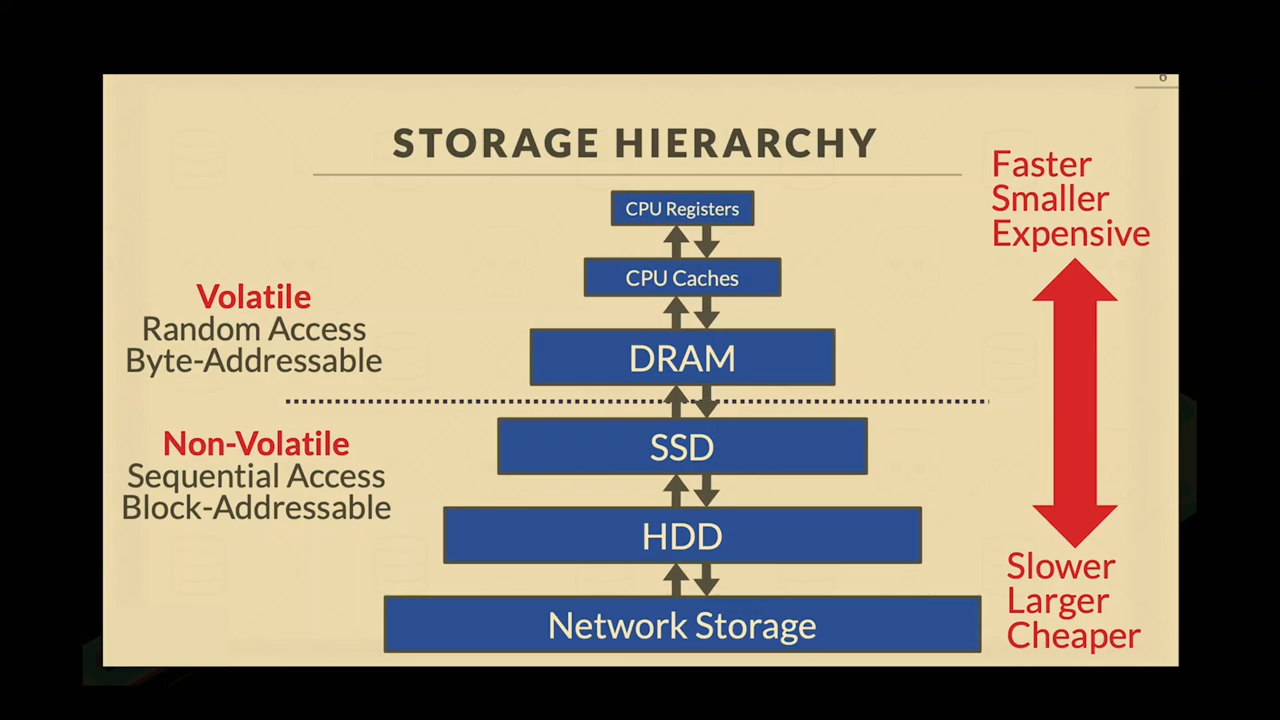 6
STORAGE HIERARCHY
Faster
Smaller
Expensive
CPU Registers
CPU Caches
Volatile
Random Access
Byte-Addressable
DRAM
Non-Volatile
Sequential Access
Block-Addressable
SSD
HDD
Network Storage
Slower
Larger
Cheaper